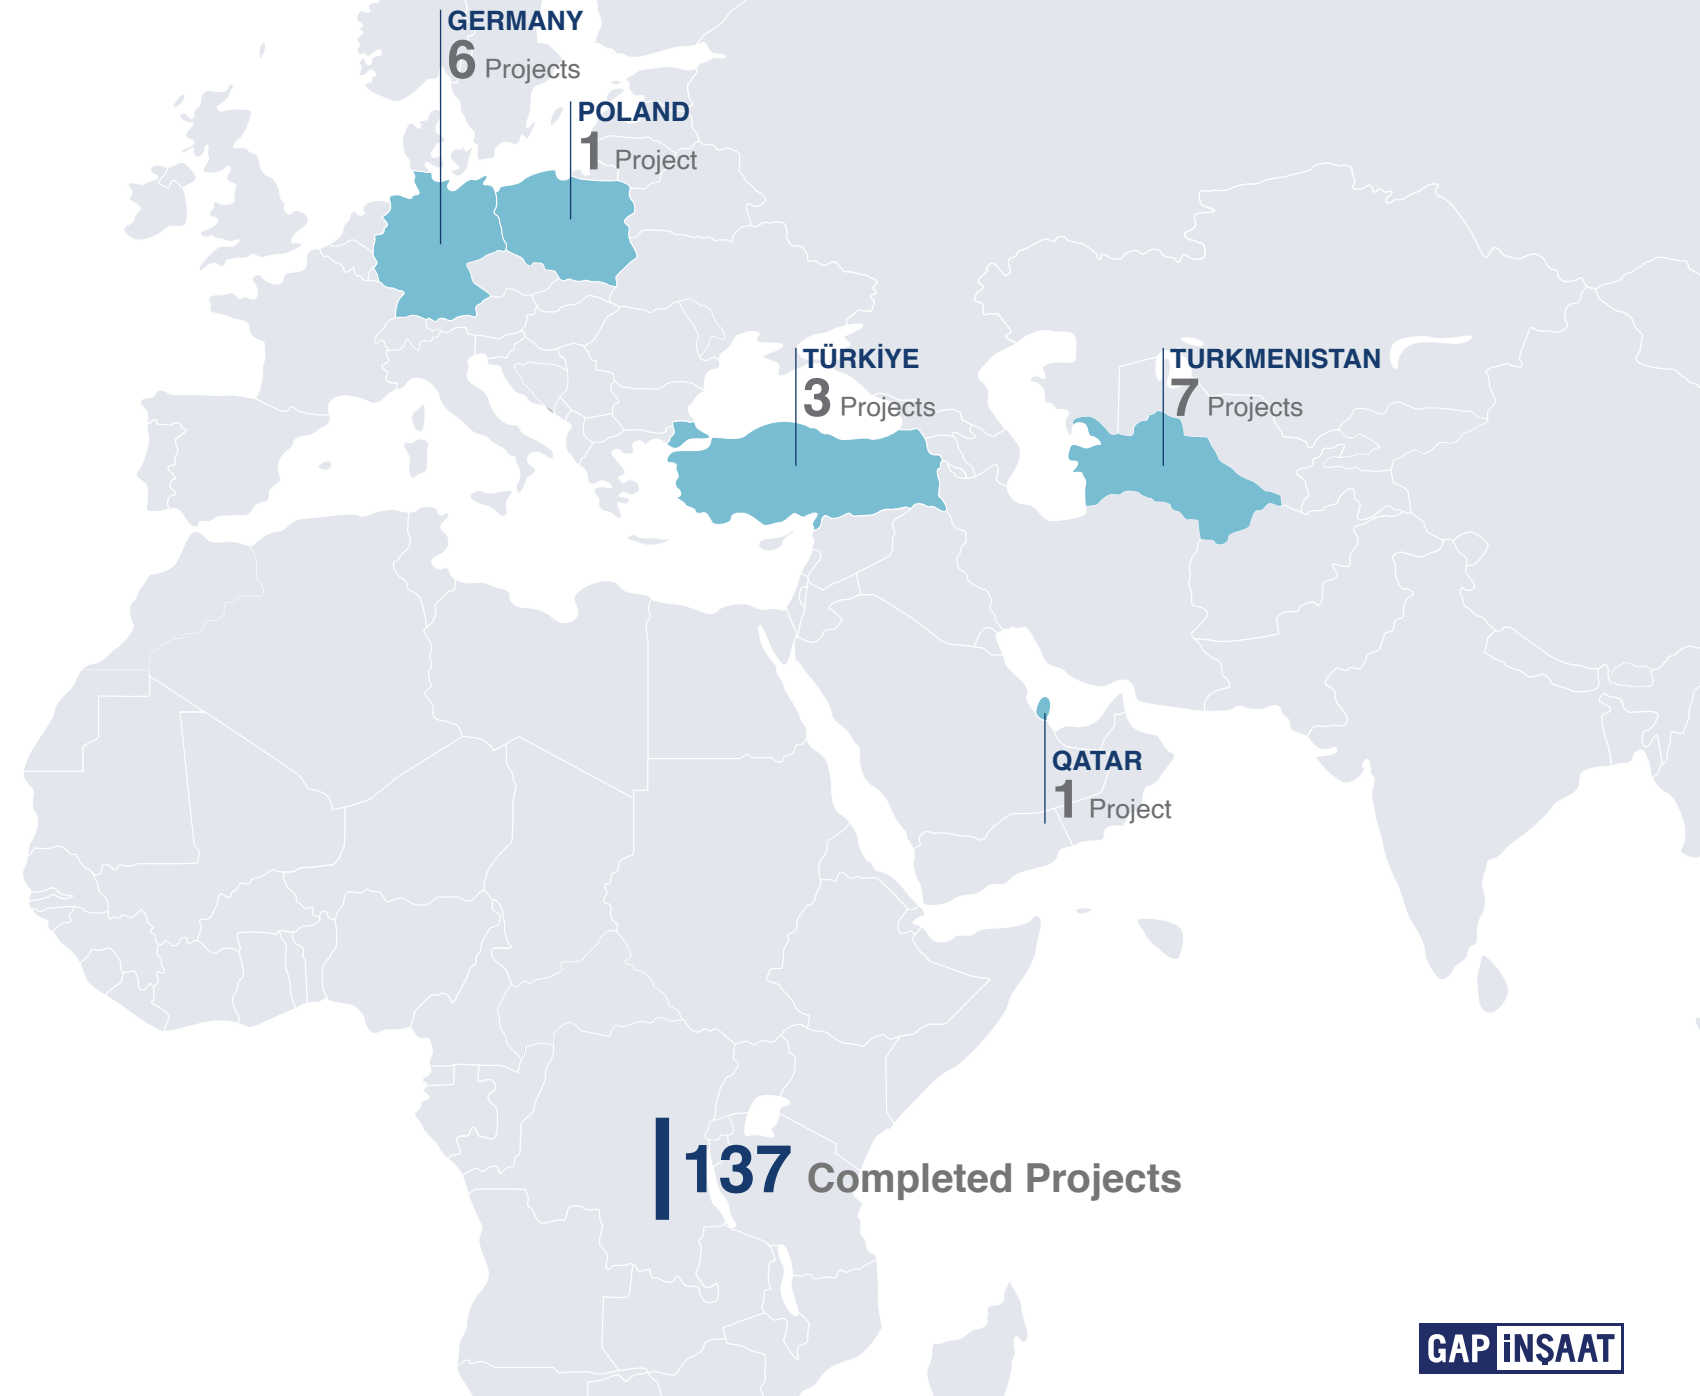 GERMANY
6 Projects
POLAND
1 Project
TÜRKİYE
3 Projects
TURKMENISTAN
7 Projects
QATAR
1 Project
137 Completed Projects
GAP İNŞAAT